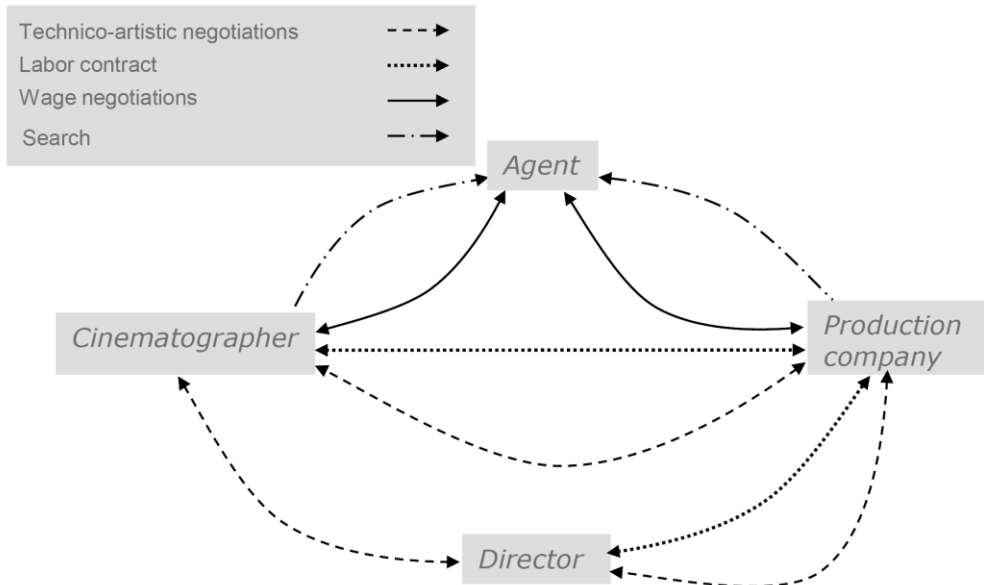 Technico-artistic negotiations
Labor contract
Wage negotiations
Search
Agent
Cinematographer
Production
company
Director